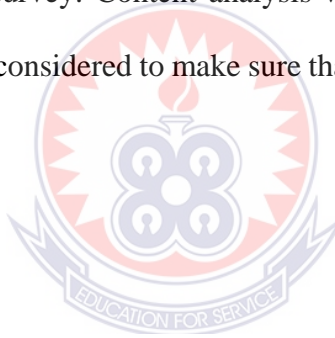 survey. Content analysis
considered to make sure
EDUCATION FOR SERVICE